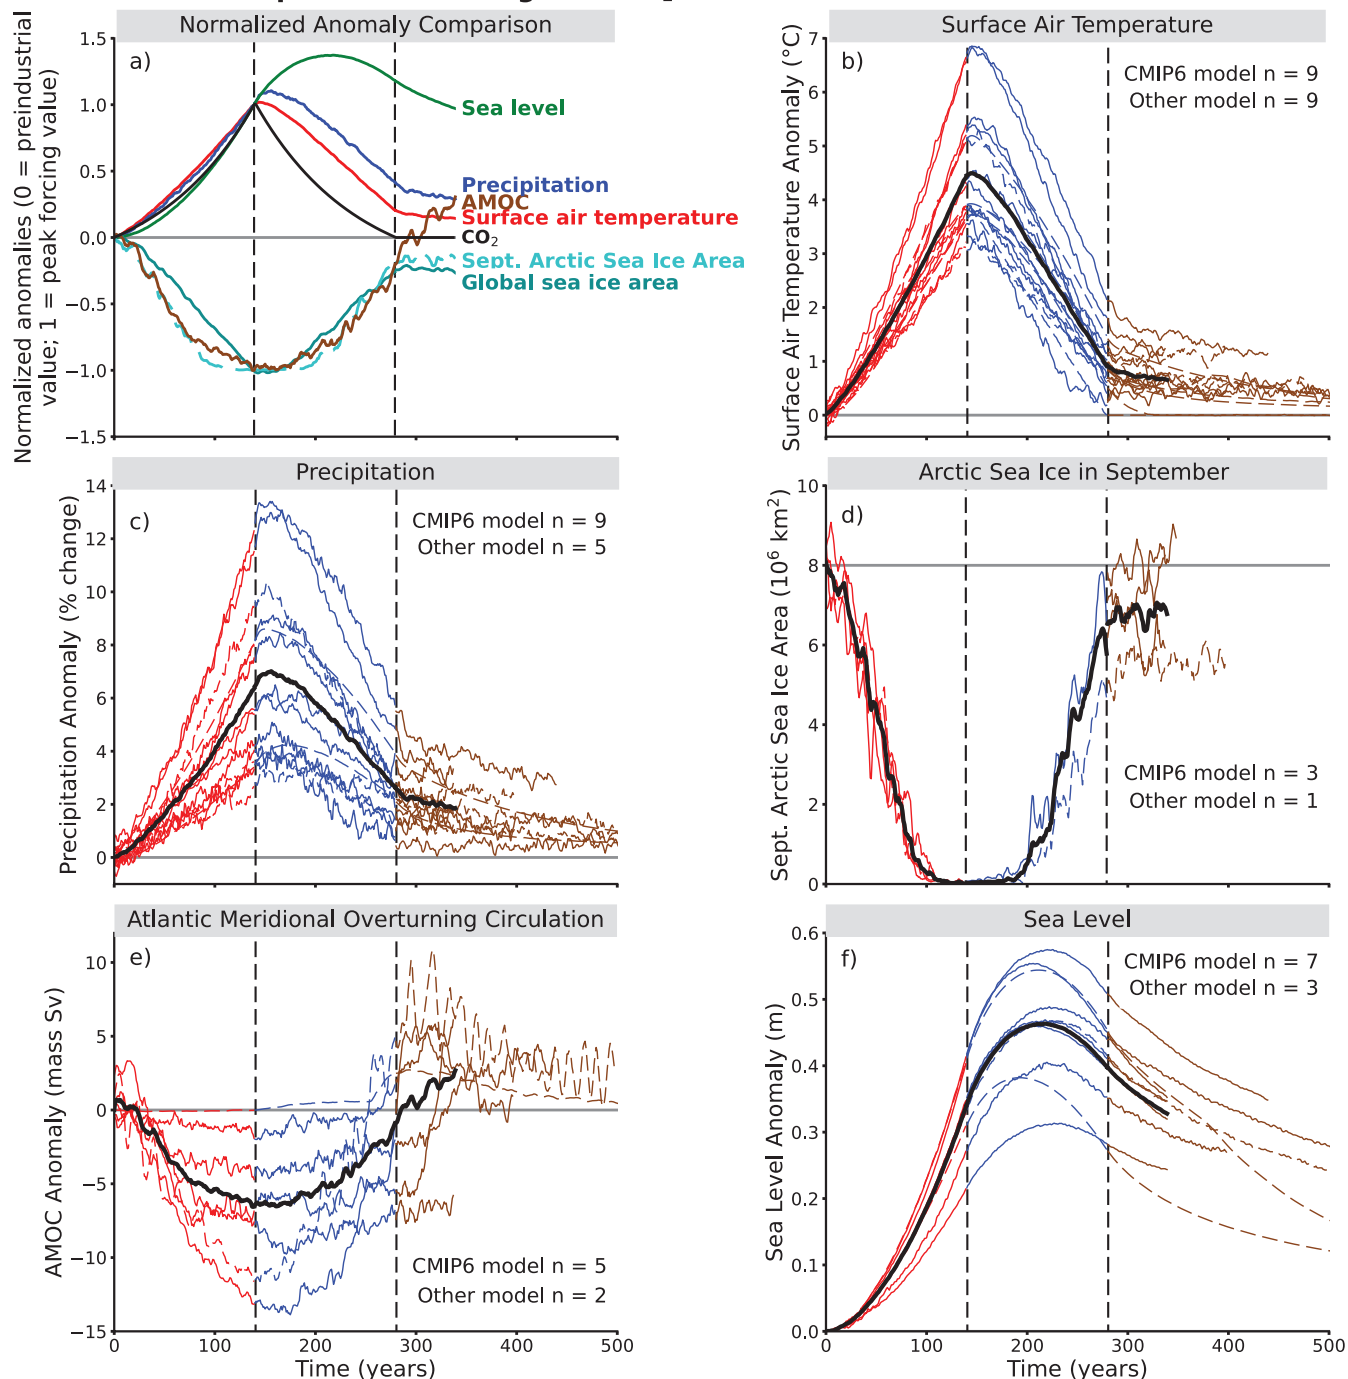 Normalized Anomaly Comparison
Normalized anomalies (0 = preindustrial
value; 1 = peak forcing value)
1.5
1.0
0.5
0.0
−0.5
−1.0
−1.5
a)
Sea level
Precipitation
AMOC
Surface air temperature
CO₂
Sept. Arctic Sea Ice Area
Global sea ice area
Surface Air Temperature
Surface Air Temperature Anomaly (°C)
7
6
5
4
3
2
1
0
b)
CMIP6 model n = 9
Other model n = 9
Precipitation
Precipitation Anomaly (% change)
14
12
10
8
6
4
2
0
c)
CMIP6 model n = 9
Other model n = 5
Arctic Sea Ice in September
Sept. Arctic Sea Ice Area (10⁶ km²)
10
8
6
4
2
0
d)
CMIP6 model n = 3
Other model n = 1
Atlantic Meridional Overturning Circulation
AMOC Anomaly (mass Sv)
10
5
0
−5
−10
−15
e)
CMIP6 model n = 5
Other model n = 2
0 100 200 300 400 500
Time (years)
Sea Level
Sea Level Anomaly (m)
0.6
0.5
0.4
0.3
0.2
0.1
0.0
f)
CMIP6 model n = 7
Other model n = 3
0 100 200 300 400 500
Time (years)